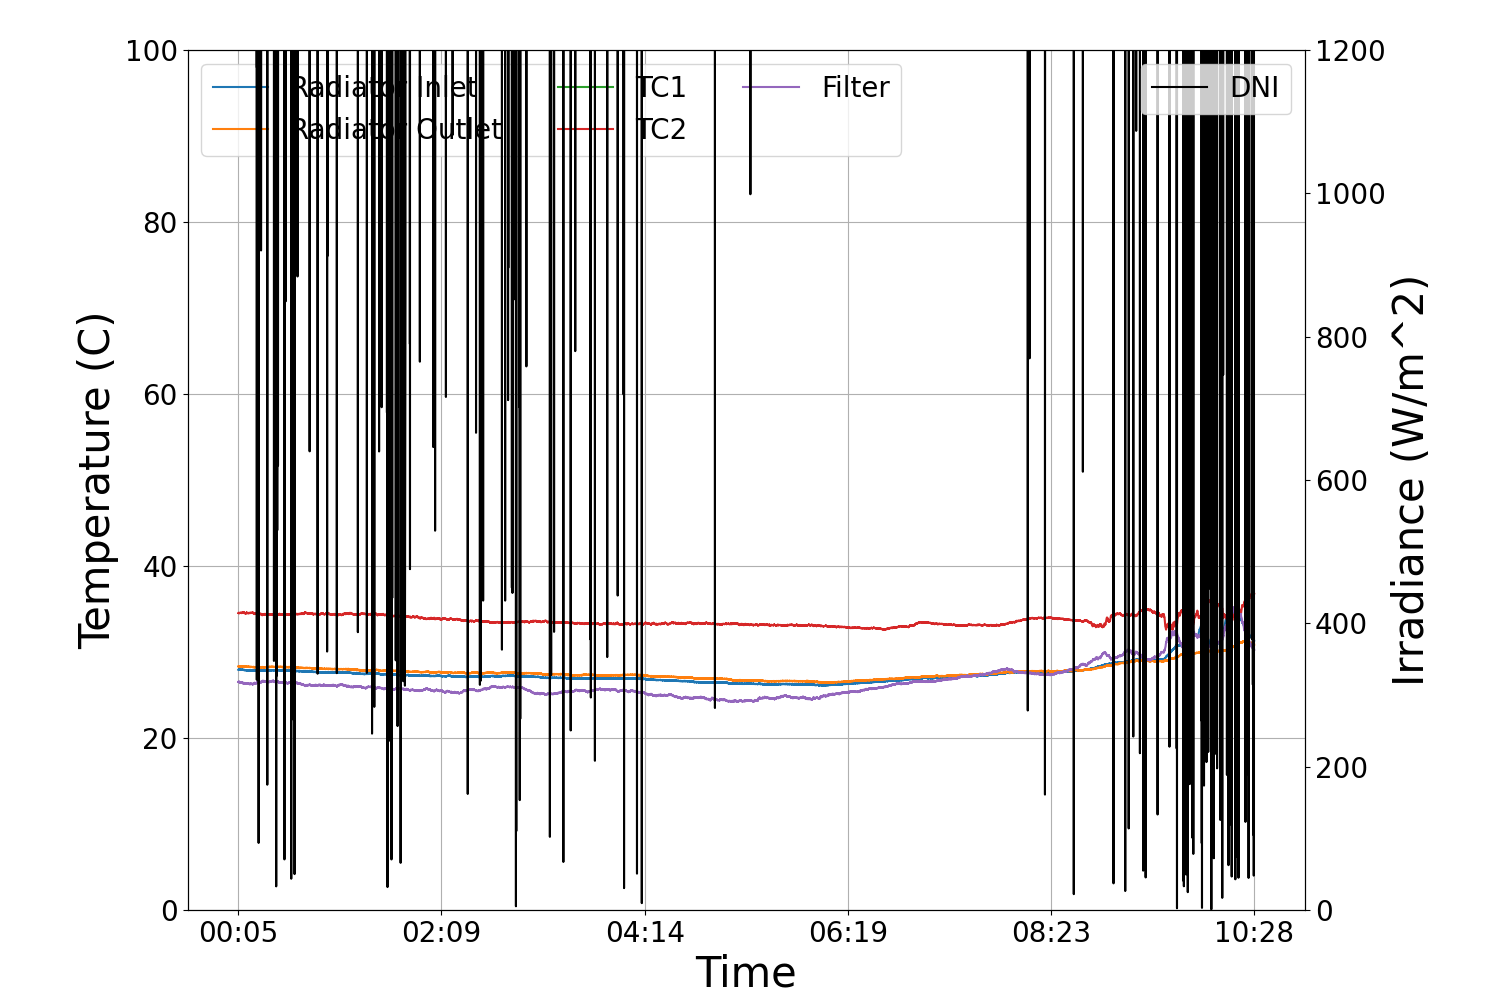 100
80
60
40
20
0
Temperature (C)
Radiator Inlet
Radiator Outlet
TC1
TC2
Filter
DNI
1200
1000
800
600
400
200
0
Irradiance (W/m^2)
00:05
02:09
04:14
06:19
08:23
10:28
Time